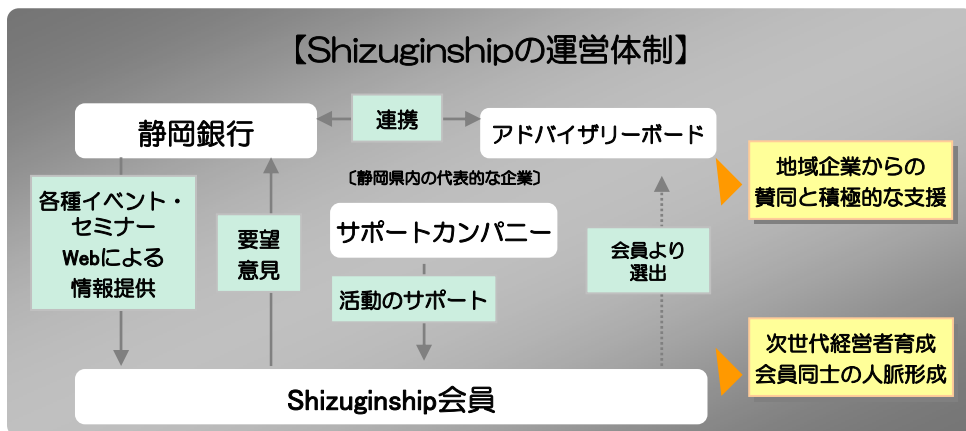 【Shizuginshipの運営体制】
静岡銀行
連携
アドバイザリーボード
〔静岡県内の代表的な企業〕
サポートカンパニー
各種イベント・
セミナー
Webによる
情報提供
要望
意見
活動のサポート
会員より
選出
地域企業からの
賛同と積極的な支援
次世代経営者育成
会員同士の人脈形成
Shizuginship会員